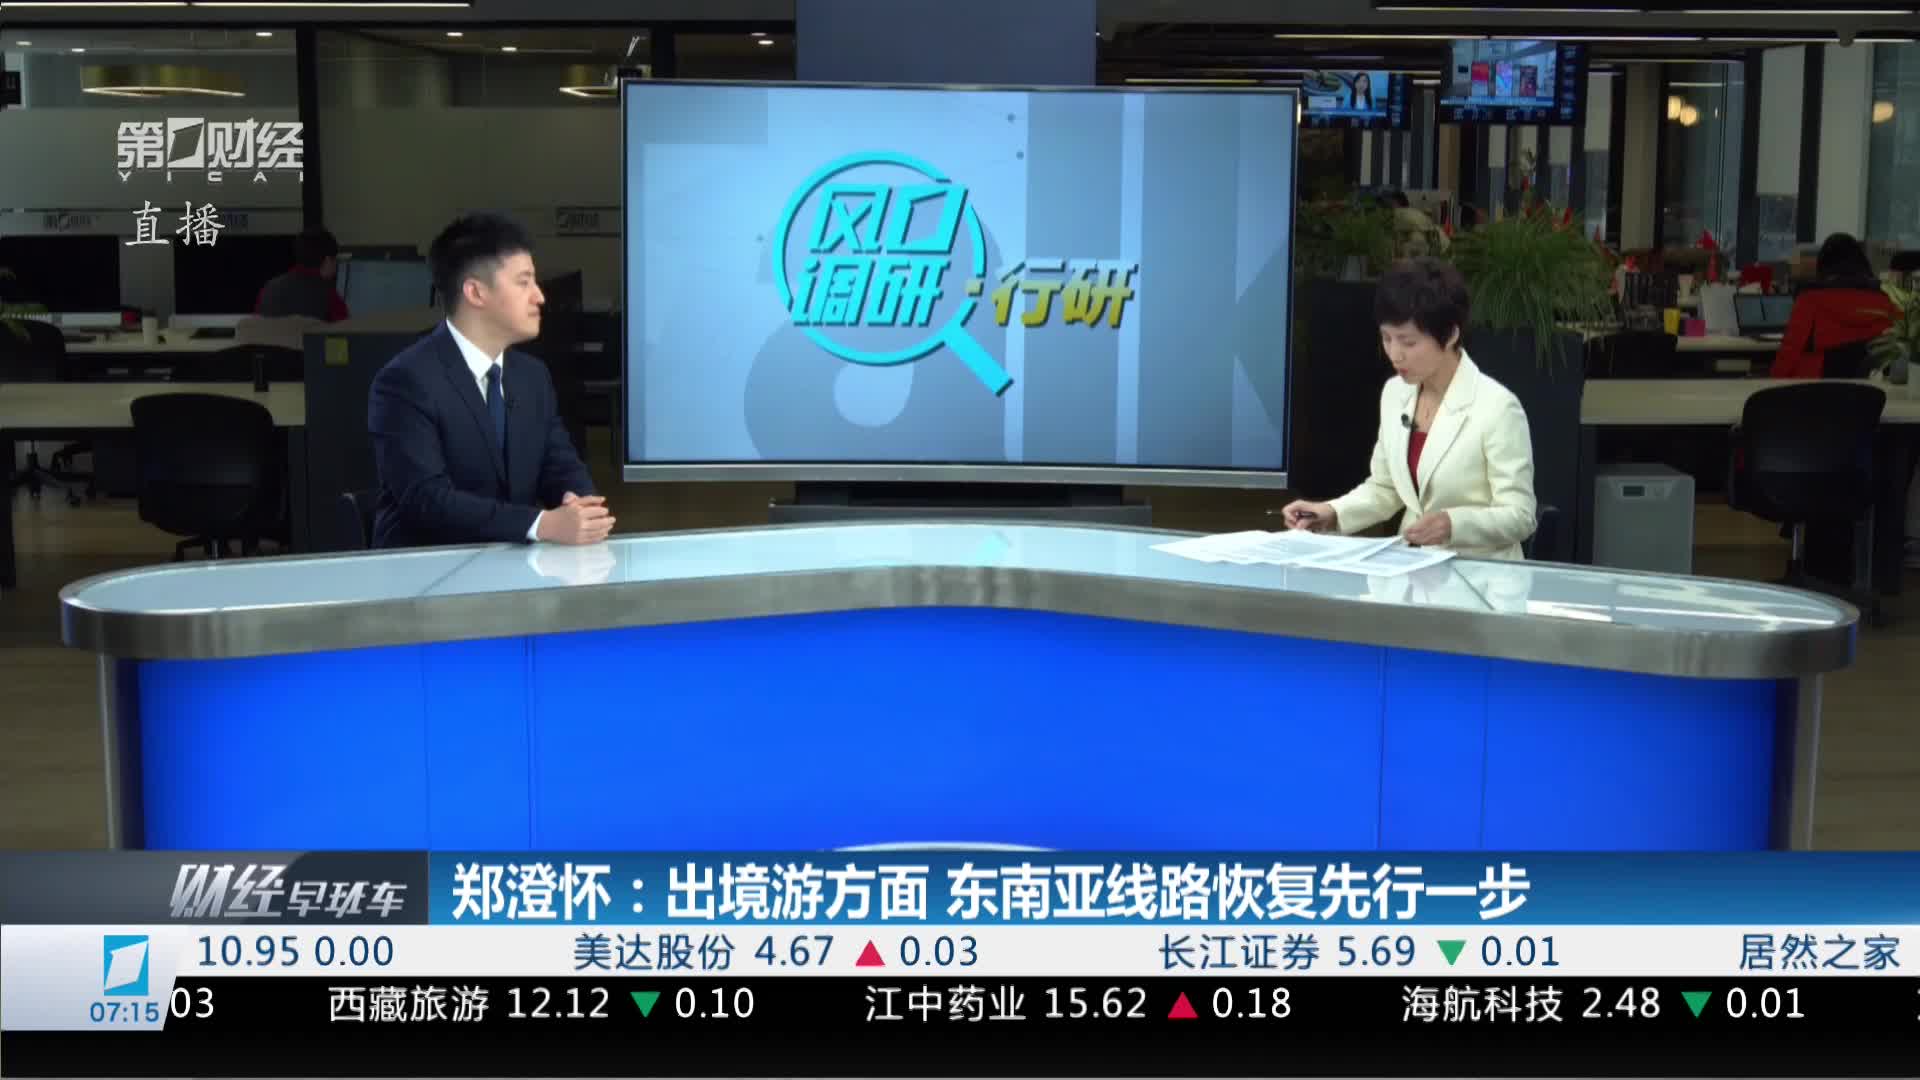 第1财经
YICAI
直播
风口
调研:行研
财经早班车
郑澄怀：出境游方面 东南亚线路恢复先行一步
10.95 0.00 美达股份 4.67 ▲ 0.03 长江证券 5.69 ▼ 0.01 居然之家
07:15
03 西藏旅游 12.12 ▼ 0.10 江中药业 15.62 ▲ 0.18 海航科技 2.48 ▼ 0.01